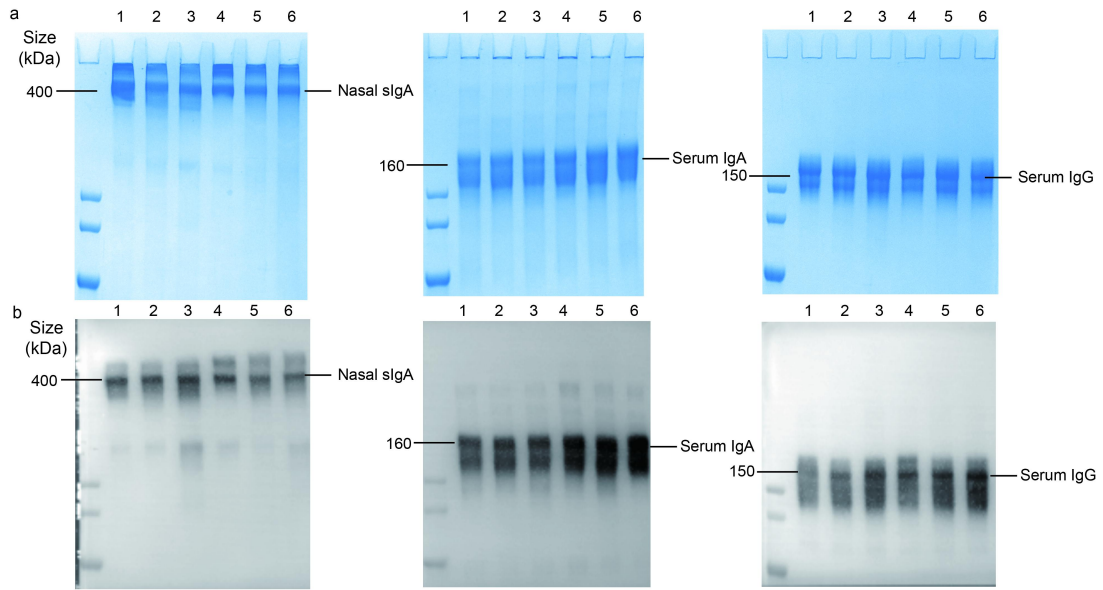 a
1 2 3 4 5 6
Size
(kDa)
400
Nasal sIgA
1 2 3 4 5 6
160
Serum IgA
1 2 3 4 5 6
150
Serum IgG
b
1 2 3 4 5 6
Size
(kDa)
400
Nasal sIgA
1 2 3 4 5 6
160
Serum IgA
1 2 3 4 5 6
150
Serum IgG